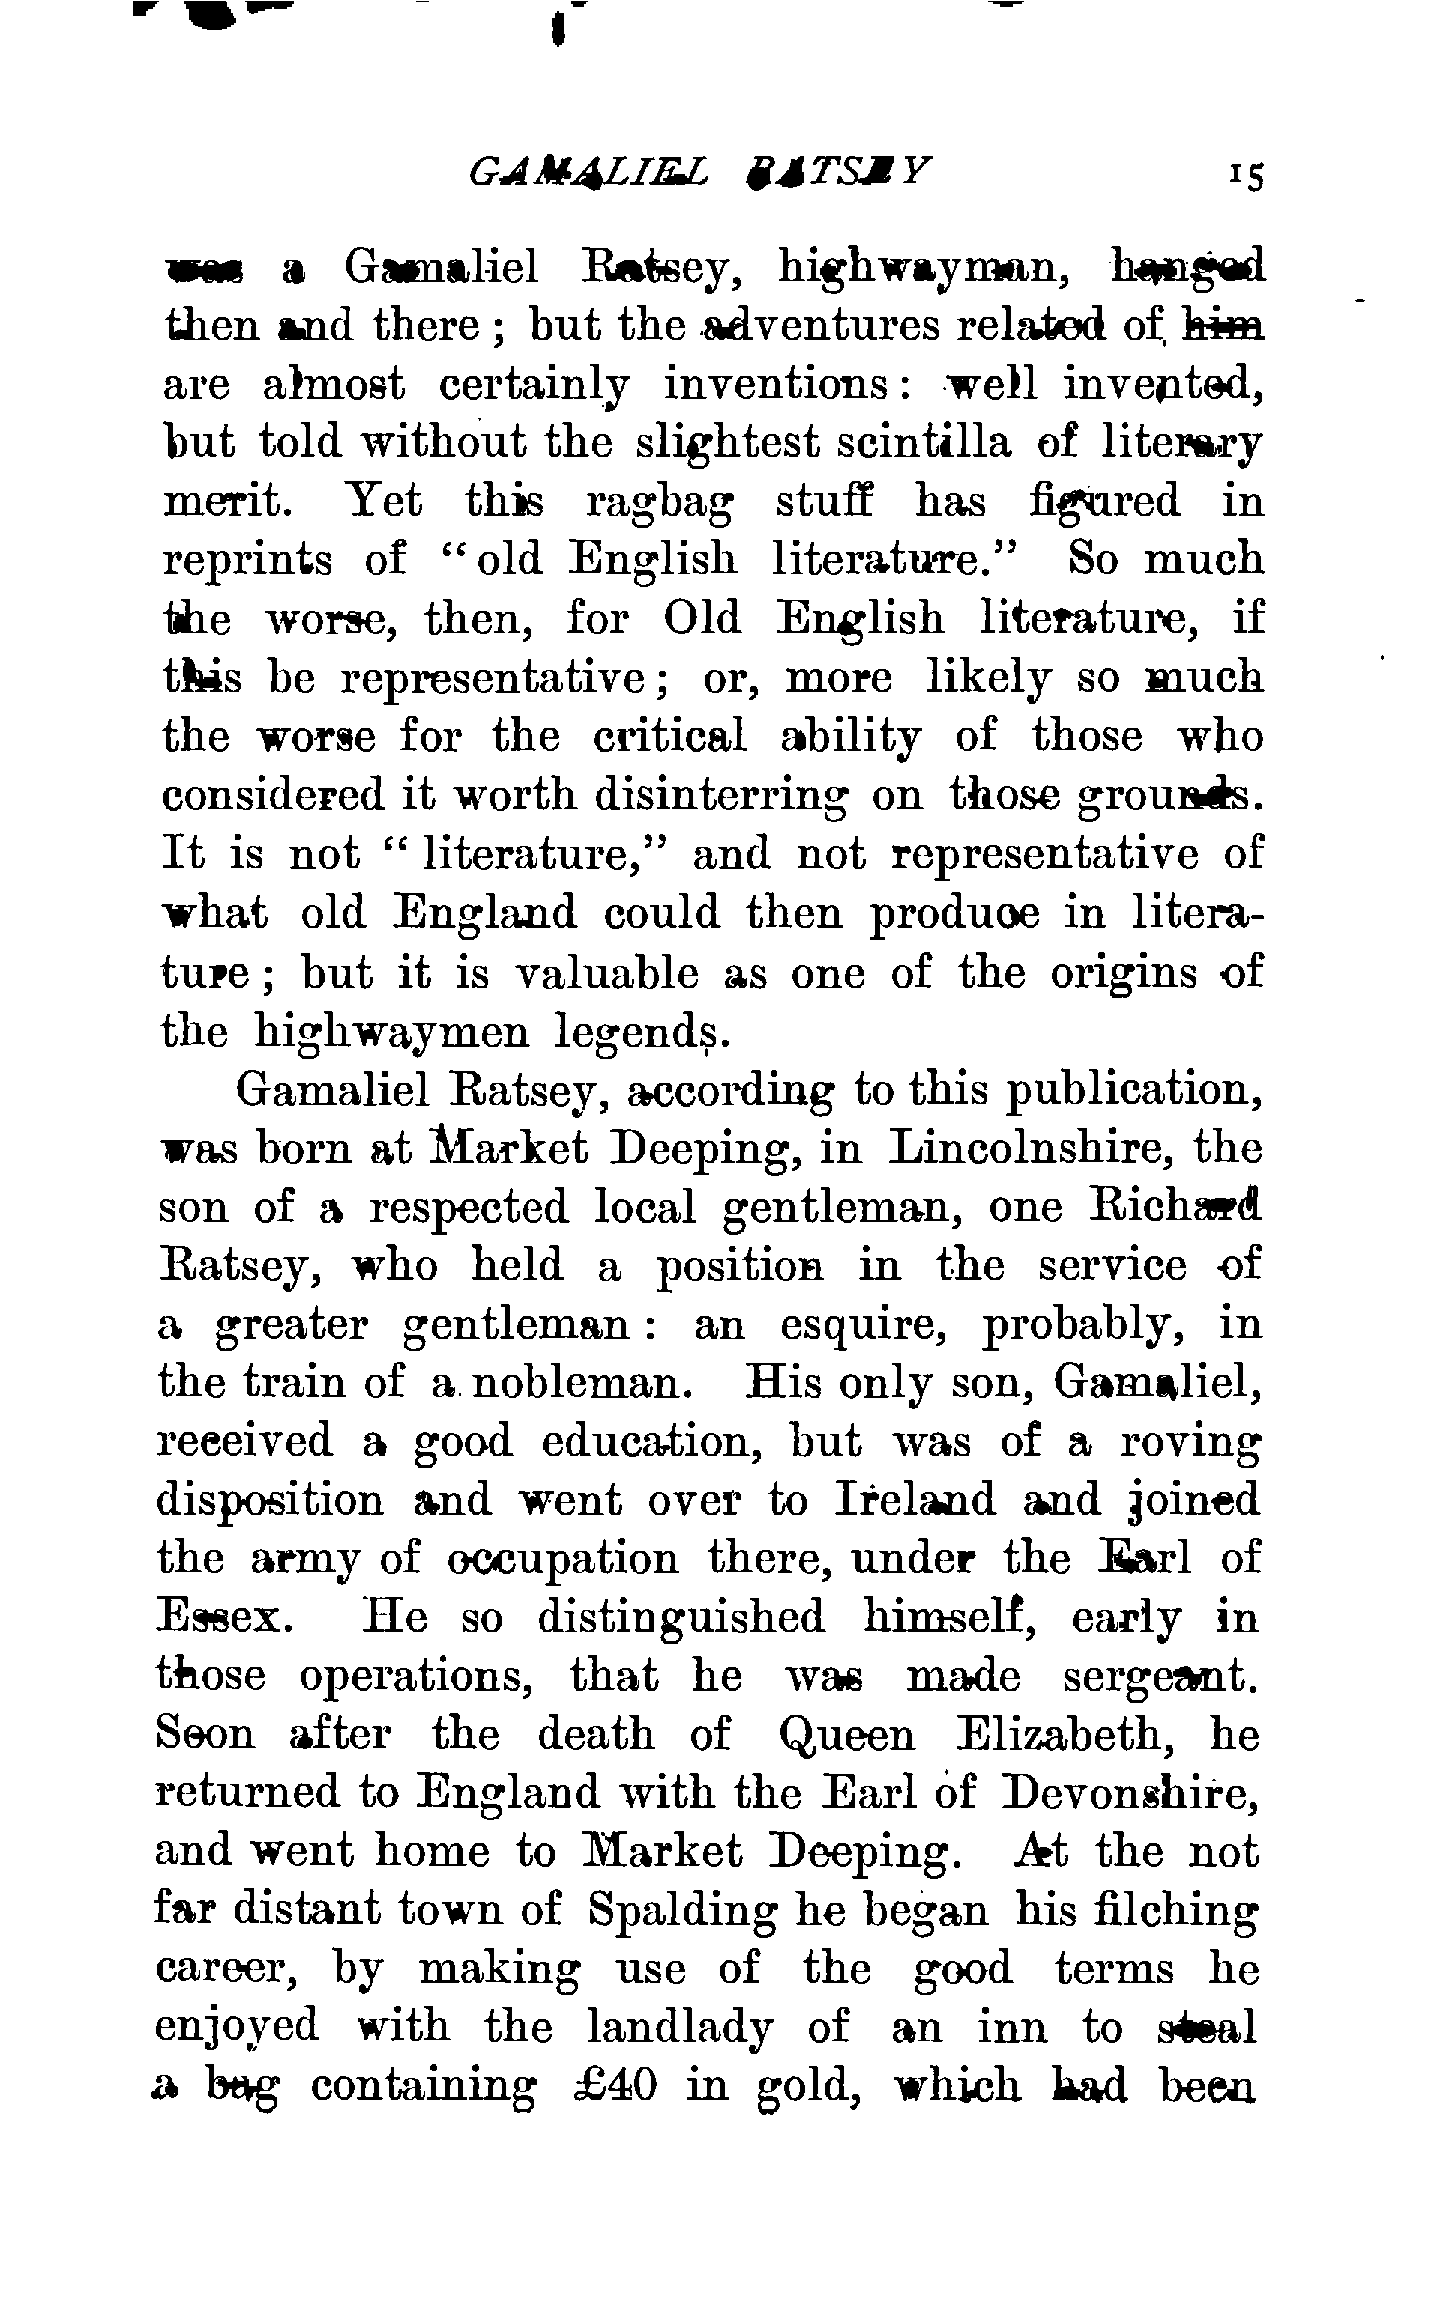 GAMALIEL RATSEY 15
was a Gamaliel Ratsey, highwayman, hanged
then and there ; but the adventures related of him
are almost certainly inventions : well invented,
but told without the slightest scintilla of literary
merit. Yet this ragbag stuff has figured in
reprints of “old English literature.” So much
the worse, then, for Old English literature, if
this be representative ; or, more likely so much
the worse for the critical ability of those who
considered it worth disinterring on those grounds.
It is not “literature,” and not representative of
what old England could then produce in litera-
ture ; but it is valuable as one of the origins of
the highwaymen legends.
Gamaliel Ratsey, according to this publication,
was born at Market Deeping, in Lincolnshire, the
son of a respected local gentleman, one Richard
Ratsey, who held a position in the service of
a greater gentleman : an esquire, probably, in
the train of a nobleman. His only son, Gamaliel,
received a good education, but was of a roving
disposition and went over to Ireland and joined
the army of occupation there, under the Earl of
Essex. He so distinguished himself, early in
those operations, that he was made sergeant.
Soon after the death of Queen Elizabeth, he
returned to England with the Earl of Devonshire,
and went home to Market Deeping. At the not
far distant town of Spalding he began his filching
career, by making use of the good terms he
enjoyed with the landlady of an inn to steal
a bag containing £40 in gold, which had been